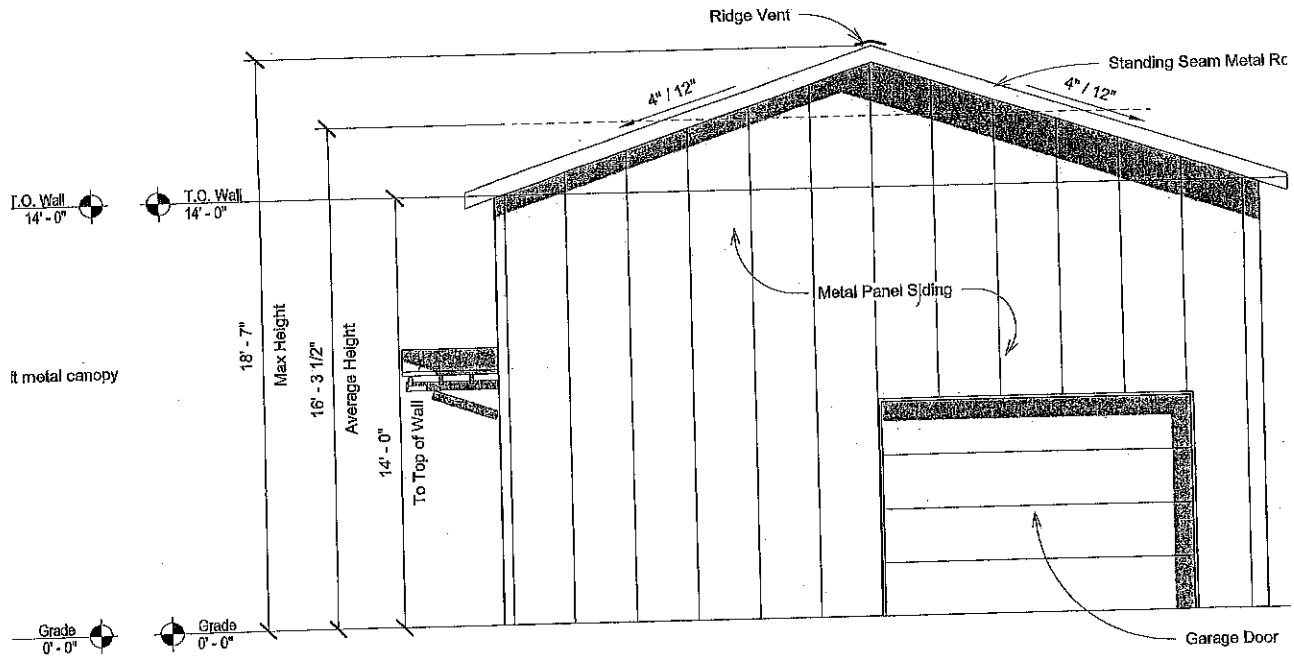 Ridge Vent
Standing Seam Metal Ro
4" / 12"
4" / 12"
T.O. Wall
14' - 0"
T.O. Wall
14' - 0"
Metal Panel Siding
18' - 7"
Max Height
16' - 3 1/2"
Average Height
14' - 0"
To Top of Wall
ft metal canopy
Grade
0' - 0"
Grade
0' - 0"
Garage Door